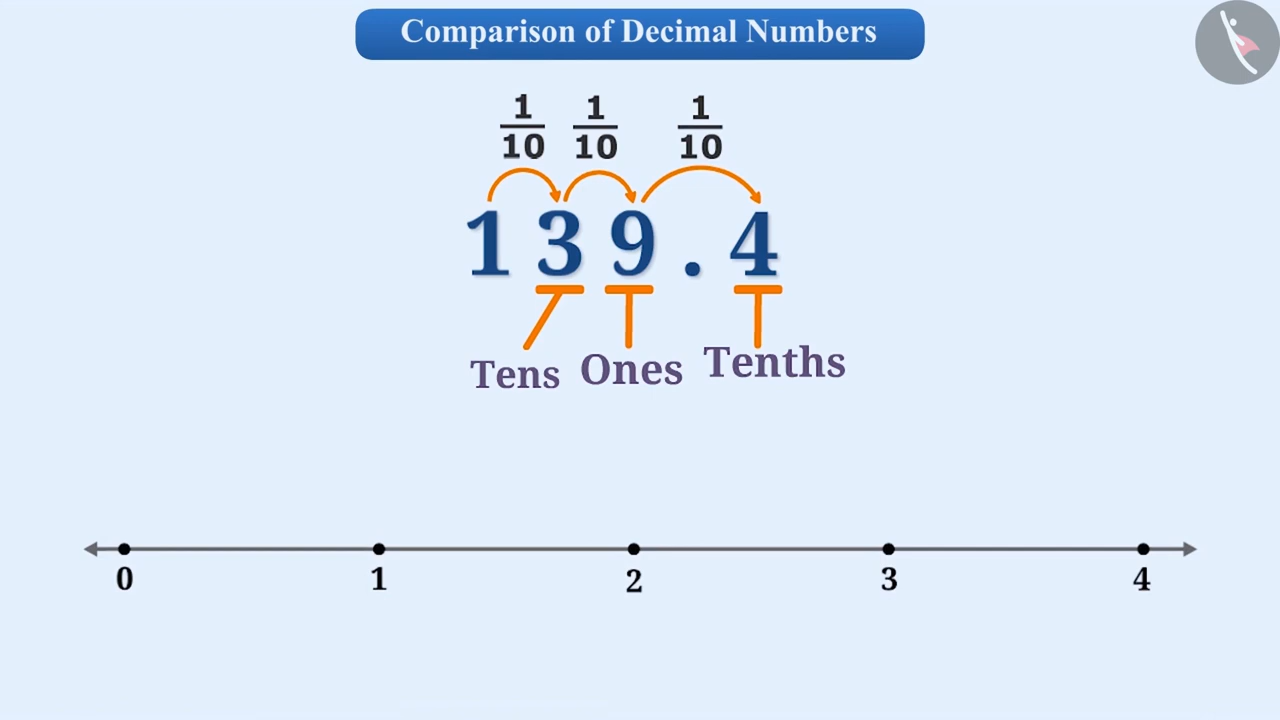 Comparison of Decimal Numbers
1/10 1/10 1/10
139.4
Tens Ones Tenths
0 1 2 3 4